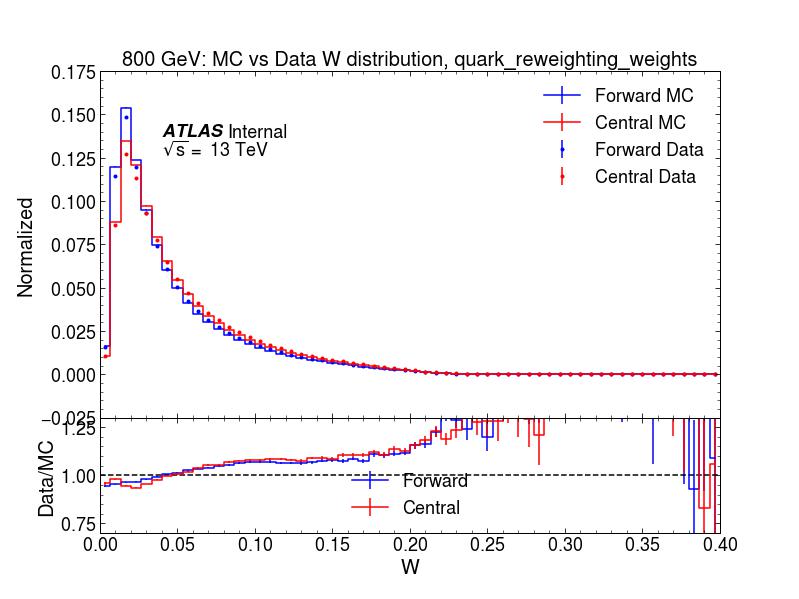 800 GeV: MC vs Data W distribution, quark_reweighting_weights
0.175
0.150
0.125
0.100
0.075
0.050
0.025
0.000
−0.025
Normalized
ATLAS Internal
√s = 13 TeV
Forward MC
Central MC
Forward Data
Central Data
1.25
1.00
0.75
Data/MC
Forward
Central
0.00 0.05 0.10 0.15 0.20 0.25 0.30 0.35 0.40
W